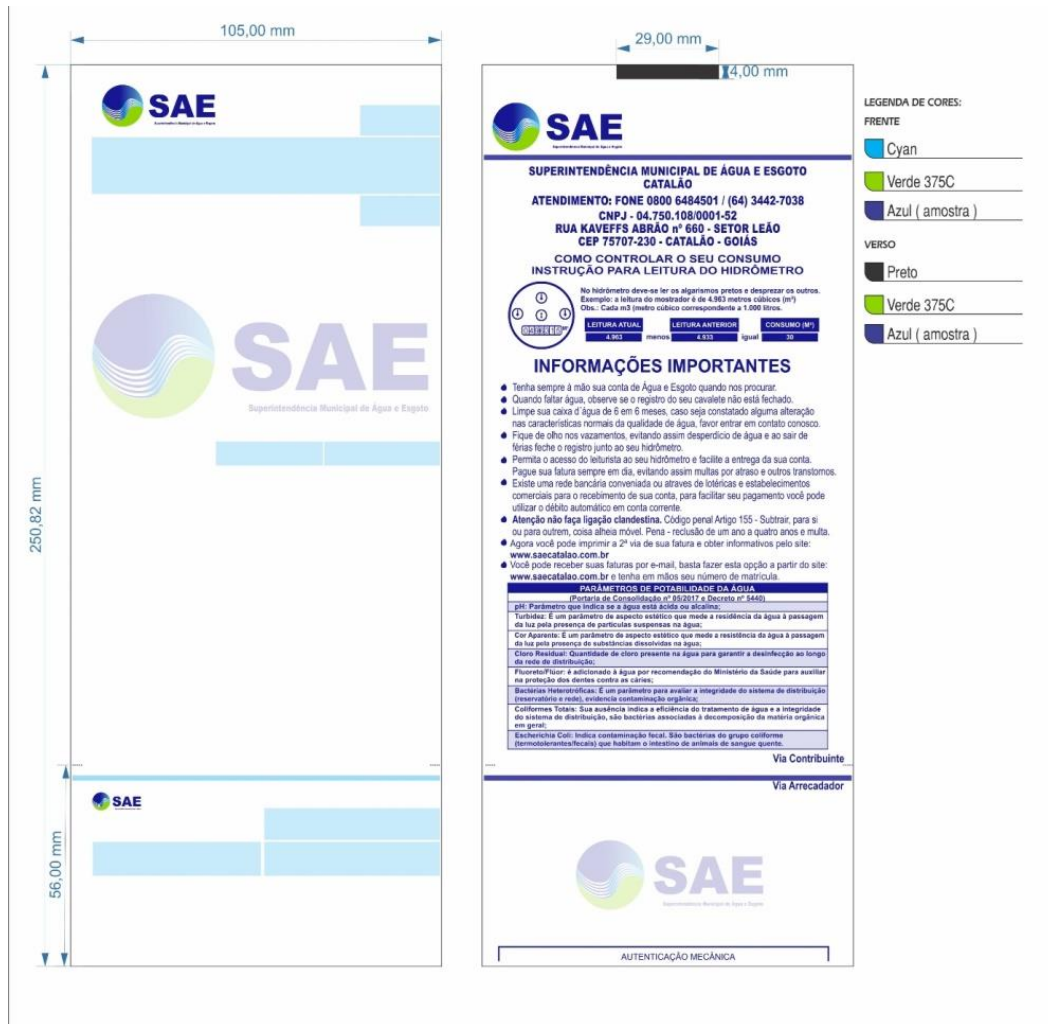 105,00 mm
29,00 mm
4,00 mm
SAE
Superintendência Municipal de Água e Esgoto
250,82 mm
SAE
Superintendência Municipal de Água e Esgoto
56,00 mm
SAE
SAE
Superintendência Municipal de Água e Esgoto
SUPERINTENDÊNCIA MUNICIPAL DE ÁGUA E ESGOTO
CATALÃO
ATENDIMENTO: FONE 0800 6484501 / (64) 3442-7038
CNPJ - 04.750.108/0001-52
RUA KAVEFFS ABRÃO nº 660 - SETOR LEÃO
CEP 75707-230 - CATALÃO - GOIÁS
COMO CONTROLAR O SEU CONSUMO
INSTRUÇÃO PARA LEITURA DO HIDRÔMETRO
No hidrômetro deve-se ler os algarismos pretos e desprezar os outros.
Exemplo: a leitura do mostrador é de 4.963 metros cúbicos (m³)
Obs.: Cada m3 (metro cúbico correspondente a 1.000 litros.
LEITURA ATUAL LEITURA ANTERIOR CONSUMO (M³)
4.963 menos 4.933 igual 30
INFORMAÇÕES IMPORTANTES
Tenha sempre à mão sua conta de Água e Esgoto quando nos procurar.
Quando faltar água, observe se o registro do seu cavalete não está fechado.
Limpe sua caixa d´água de 6 em 6 meses, caso seja constatado alguma alteração
nas características normais da qualidade de água, favor entrar em contato conosco.
Fique de olho nos vazamentos, evitando assim desperdício de água e ao sair de
férias feche o registro junto ao seu hidrômetro.
Permita o acesso do leiturista ao seu hidrômetro e facilite a entrega da sua conta.
Pague sua fatura sempre em dia, evitando assim multas por atraso e outros transtornos.
Existe uma rede bancária conveniada ou atraves de lotéricas e estabelecimentos
comerciais para o recebimento de sua conta, para facilitar seu pagamento você pode
utilizar o débito automático em conta corrente.
Atenção não faça ligação clandestina. Código penal Artigo 155 - Subtrair, para si
ou para outrem, coisa alheia móvel. Pena - reclusão de um ano a quatro anos e multa.
Agora você pode imprimir a 2ª via de sua fatura e obter informativos pelo site:
www.saecatalao.com.br
Você pode receber suas faturas por e-mail, basta fazer esta opção a partir do site:
www.saecatalao.com.br e tenha em mãos seu número de matrícula.
PARÂMETROS DE POTABILIDADE DA ÁGUA
(Portaria de Consolidação nº 05/2017 e Decreto nº 5440)
pH: Parâmetro que indica se a água está ácida ou alcalina;
Turbidez: É um parâmetro de aspecto estético que mede a residência da água à passagem
da luz pela presença de partículas suspensas na água;
Cor Aparente: É um parâmetro de aspecto estético que mede a resistência da água à passagem
da luz pela presença de substâncias dissolvidas na água;
Cloro Residual: Quantidade de cloro presente na água para garantir a desinfecção ao longo
da rede de distribuição;
Fluoreto/Flúor: é adicionado à água por recomendação do Ministério da Saúde para auxiliar
na proteção dos dentes contra as cáries;
Bactérias Heterotróficas: É um parâmetro para avaliar a integridade do sistema de distribuição
(reservatório e rede), evidencia contaminação orgânica;
Coliformes Totais: Sua ausência indica a eficiência do tratamento de água e a integridade
do sistema de distribuição, são bactérias associadas à decomposição da matéria orgânica
em geral;
Escherichia Coli: Indica contaminação fecal. São bactérias do grupo coliforme
(termotolerantes/fecais) que habitam o intestino de animais de sangue quente.
Via Contribuinte
Via Arrecadador
SAE
Superintendência Municipal de Água e Esgoto
AUTENTICAÇÃO MECÂNICA
LEGENDA DE CORES:
FRENTE
Cyan
Verde 375C
Azul ( amostra )
VERSO
Preto
Verde 375C
Azul ( amostra )